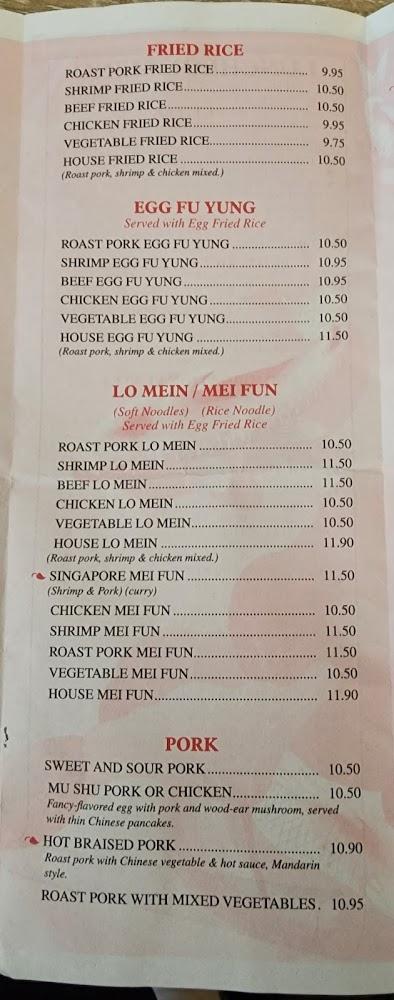 FRIED RICE
ROAST PORK FRIED RICE ............................ 9.95
SHRIMP FRIED RICE...................................... 10.50
BEEF FRIED RICE........................................... 10.50
CHICKEN FRIED RICE................................... 9.95
VEGETABLE FRIED RICE.............................. 9.75
HOUSE FRIED RICE ....................................... 10.50
(Roast pork, shrimp & chicken mixed.)
EGG FU YUNG
Served with Egg Fried Rice
ROAST PORK EGG FU YUNG ....................... 10.50
SHRIMP EGG FU YUNG................................. 10.95
BEEF EGG FU YUNG...................................... 10.95
CHICKEN EGG FU YUNG.............................. 10.50
VEGETABLE EGG FU YUNG......................... 10.50
HOUSE EGG FU YUNG .................................. 11.50
(Roast pork, shrimp & chicken mixed.)
LO MEIN / MEI FUN
(Soft Noodles) (Rice Noodle)
Served with Egg Fried Rice
ROAST PORK LO MEIN .................................. 10.50
SHRIMP LO MEIN............................................ 11.50
BEEF LO MEIN................................................. 11.50
CHICKEN LO MEIN......................................... 10.50
VEGETABLE LO MEIN.................................... 10.50
HOUSE LO MEIN ............................................. 11.90
(Roast pork, shrimp & chicken mixed.)
SINGAPORE MEI FUN ..................................... 11.50
(Shrimp & Pork) (curry)
CHICKEN MEI FUN .......................................... 10.50
SHRIMP MEI FUN ............................................. 11.50
ROAST PORK MEI FUN.................................... 11.50
VEGETABLE MEI FUN...................................... 10.50
HOUSE MEI FUN................................................ 11.90
PORK
SWEET AND SOUR PORK................................. 10.50
MU SHU PORK OR CHICKEN.......................... 10.50
Fancy-flavored egg with pork and wood-ear mushroom, served
with thin Chinese pancakes.
HOT BRAISED PORK .......................................... 10.90
Roast pork with Chinese vegetable & hot sauce, Mandarin
style.
ROAST PORK WITH MIXED VEGETABLES. 10.95